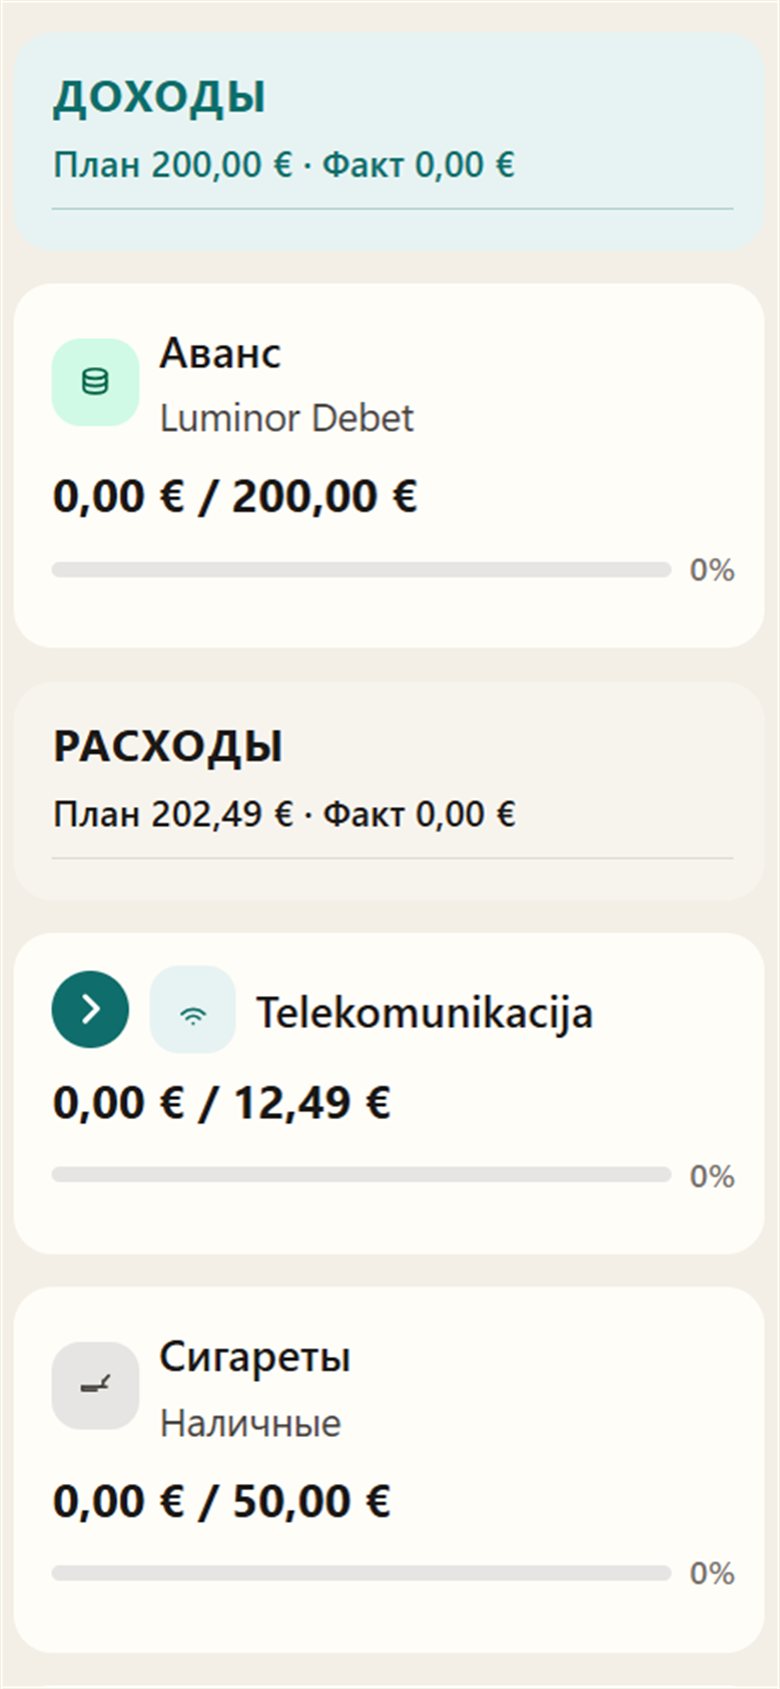 ДОХОДЫ
План 200,00 € · Факт 0,00 €
Аванс
Luminor Debet
0,00 € / 200,00 €
0%
РАСХОДЫ
План 202,49 € · Факт 0,00 €
Telekomunikacija
0,00 € / 12,49 €
0%
Сигареты
Наличные
0,00 € / 50,00 €
0%